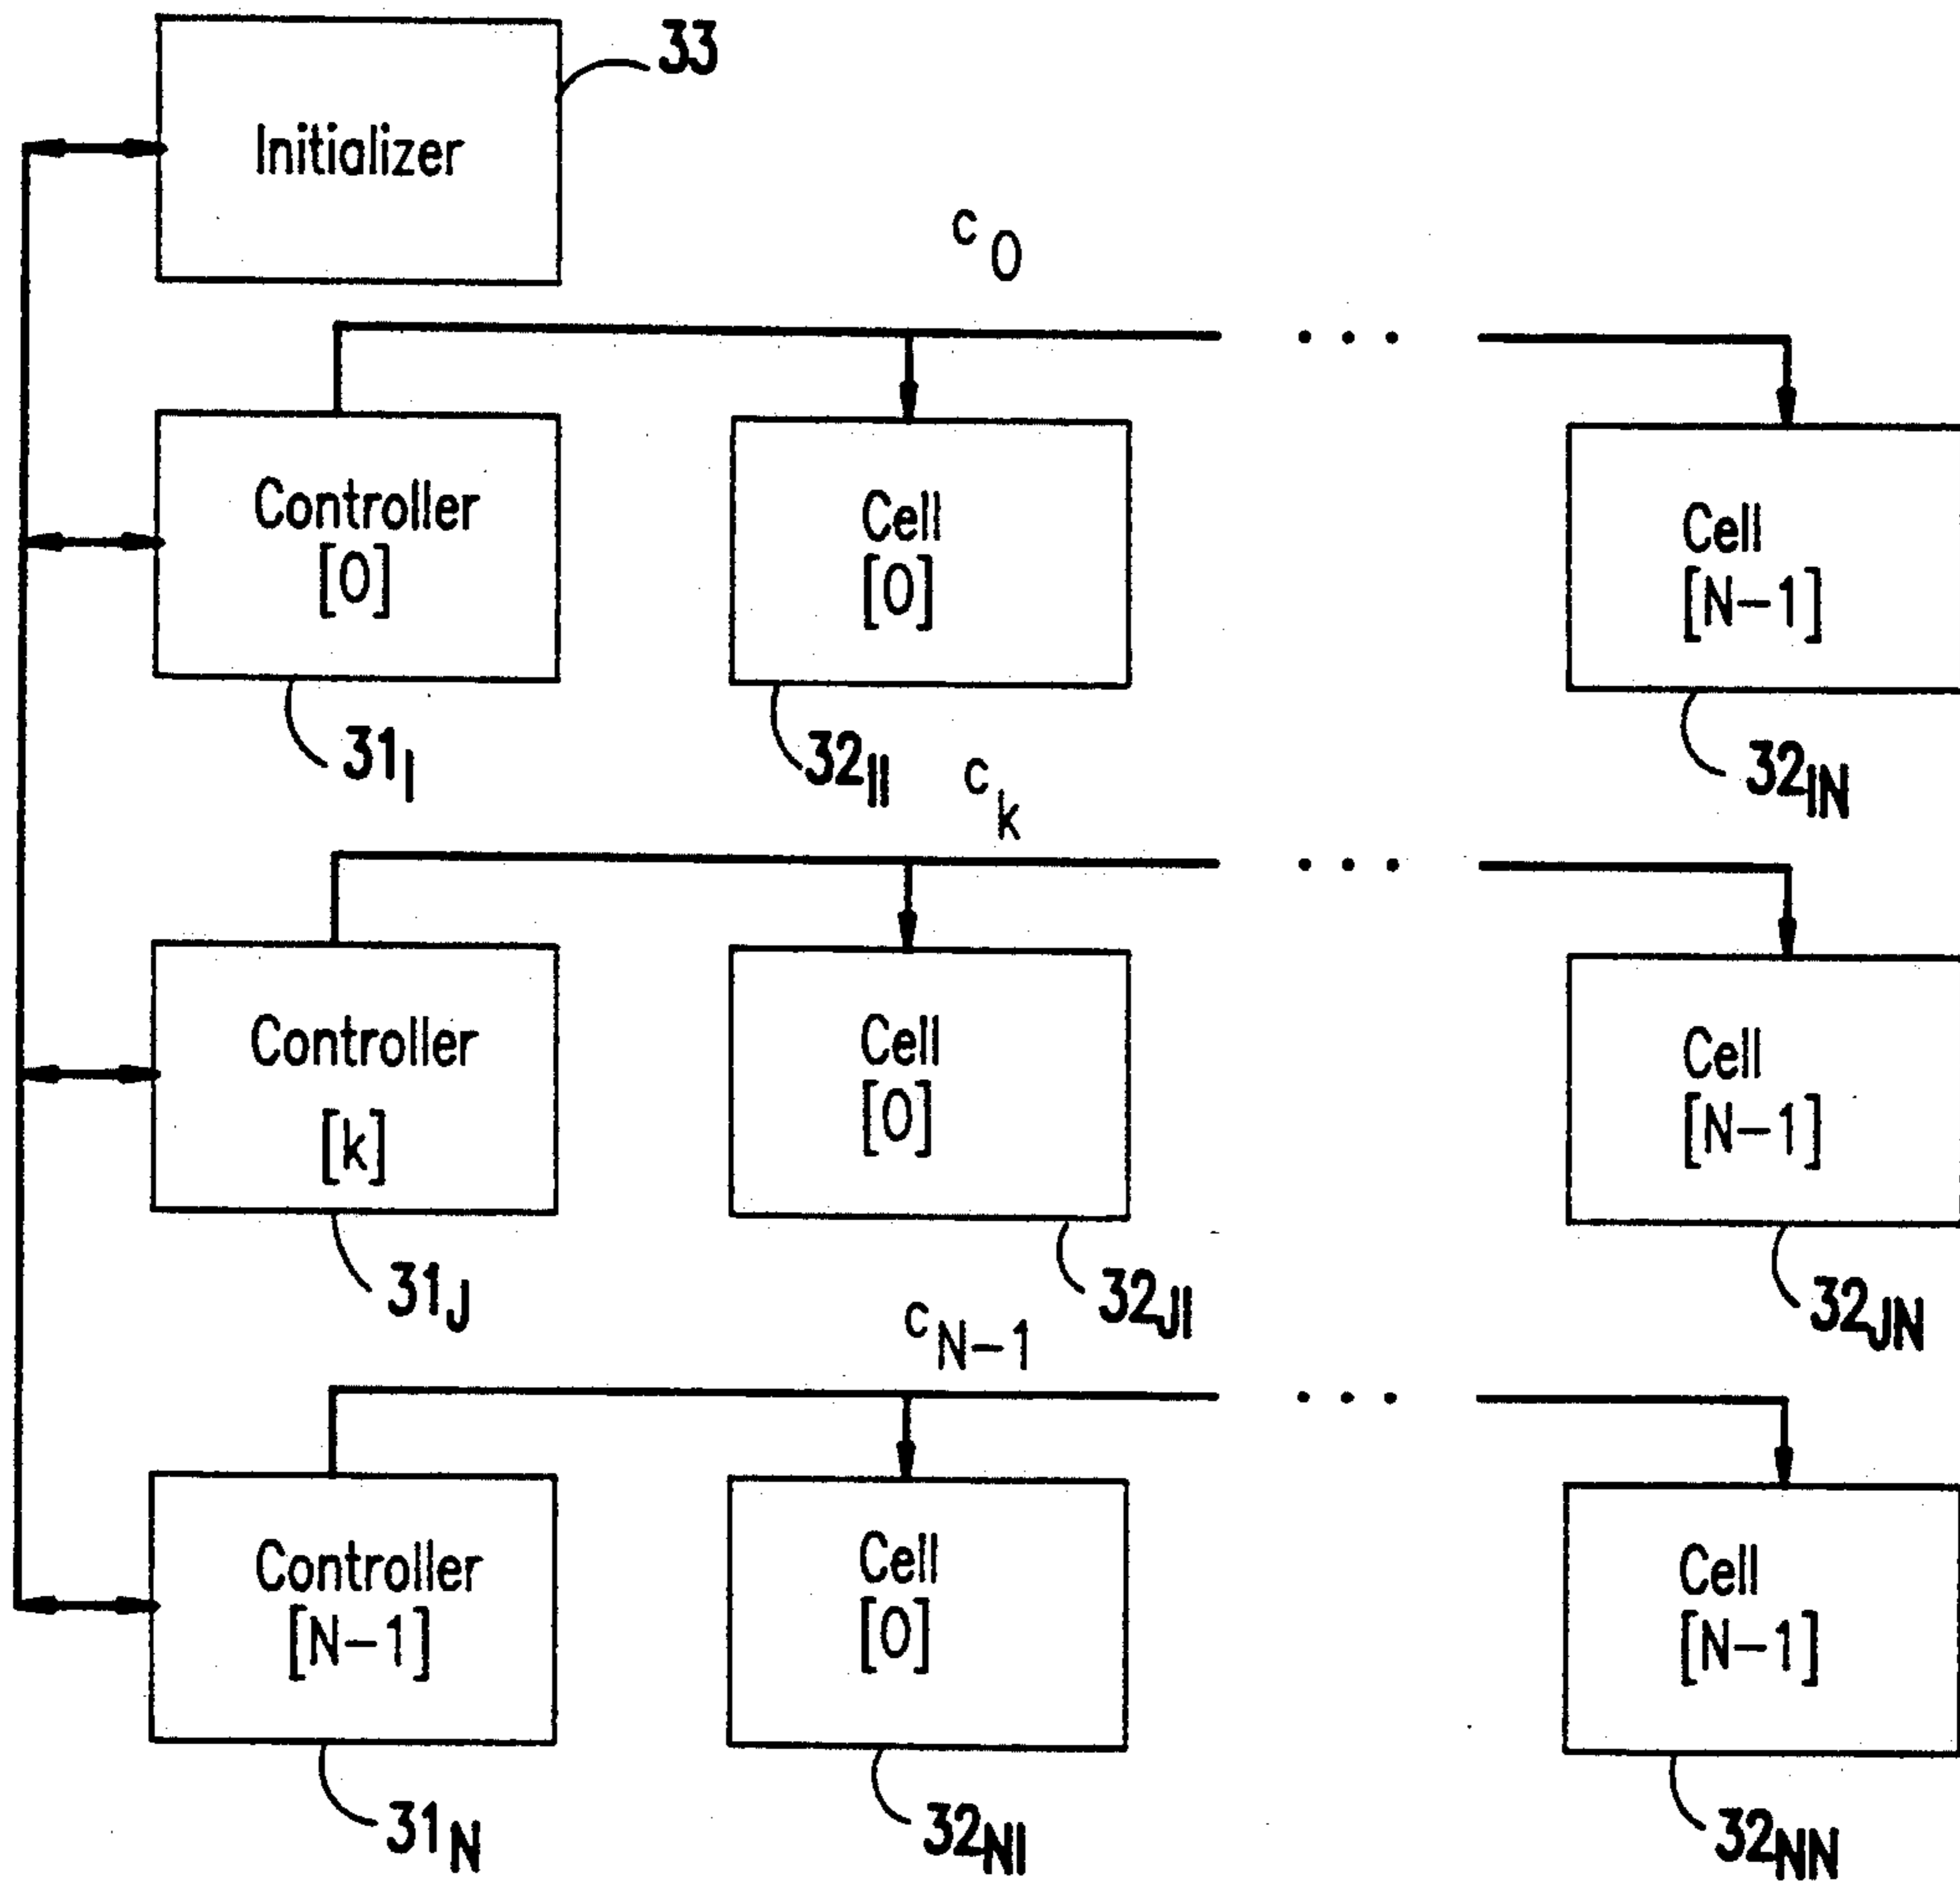 33
Initializer
c0
Controller
[0]
Cell
[0]
Cell
[N-1]
31I
32II
32IN
ck
Controller
[k]
Cell
[0]
Cell
[N-1]
31J
32JI
32JN
cN-1
Controller
[N-1]
Cell
[0]
Cell
[N-1]
31N
32NI
32NN